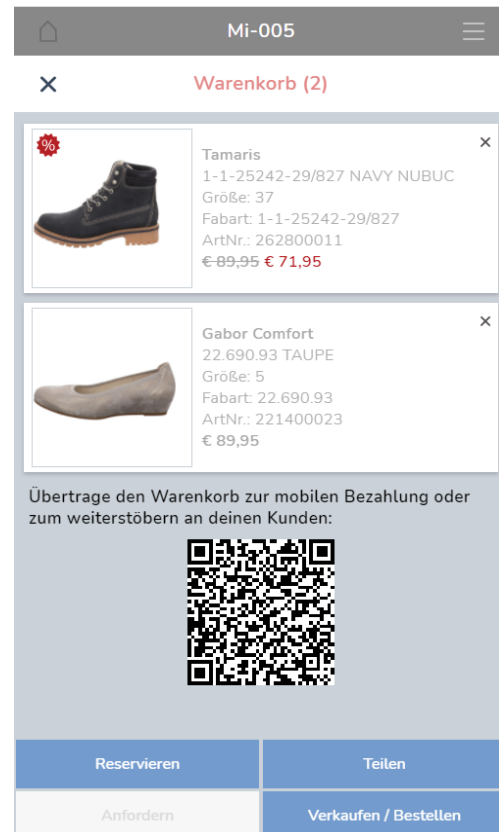 Mi-005
Warenkorb (2)
%
Tamaris
1-1-25242-29/827 NAVY NUBUC
Größe: 37
Fabart: 1-1-25242-29/827
ArtNr.: 262800011
€ 89,95 € 71,95
Gabor Comfort
22.690.93 TAUPE
Größe: 5
Fabart: 22.690.93
ArtNr.: 221400023
€ 89,95
Übertrage den Warenkorb zur mobilen Bezahlung oder
zum weiterstöbern an deinen Kunden:
Reservieren
Teilen
Anfordern
Verkaufen / Bestellen